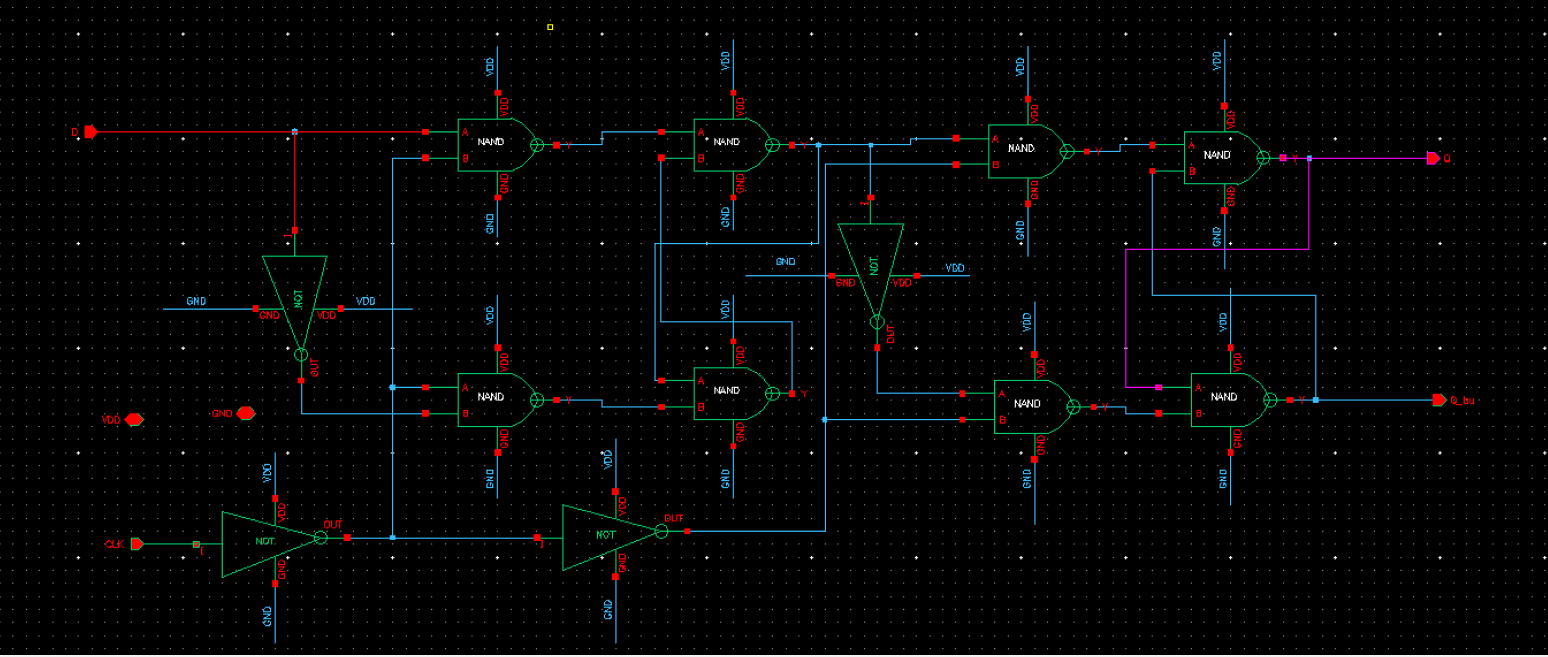 VDD VDD VDD VDD
VDD VDD VDD VDD
D A NAND Y A NAND Y A NAND Y A NAND Y Q
B B B B
GND GND GND GND
GND GND GND GND
I I
NOT NOT
GND GND VDD VDD GND GND VDD VDD
OUT OUT
VDD VDD VDD VDD
VDD VDD VDD VDD
A NAND Y A NAND Y A NAND Y A NAND Y
B B B B
GND GND GND GND
GND GND GND GND
VDD GND
VDD VDD
VDD VDD
CLK I NOT OUT I NOT OUT
GND GND
GND GND